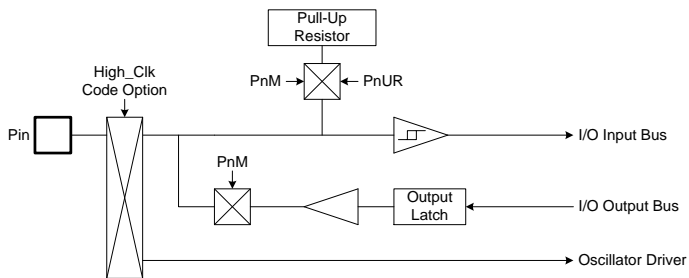 Pull-Up
Resistor
High_Clk
Code Option
PnM
PnUR
Pin
I/O Input Bus
PnM
Output
Latch
I/O Output Bus
Oscillator Driver